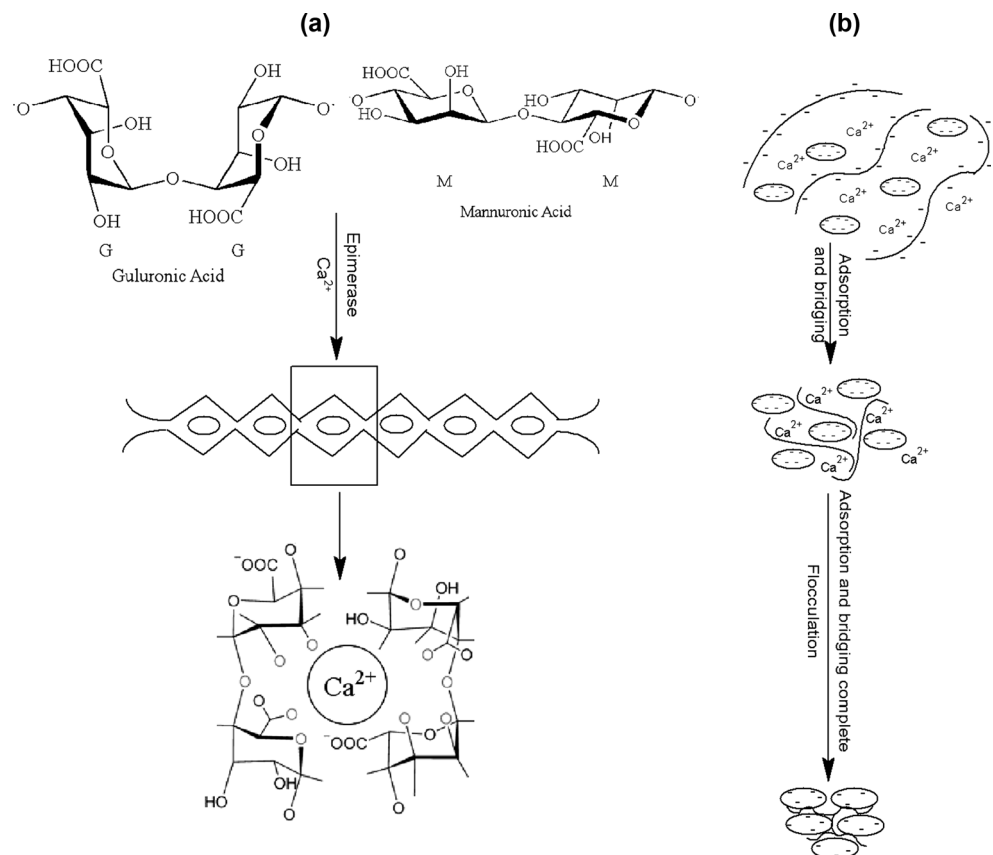 (a)
(b)
HOOC
OH
O
O
O
OH
O
OH
O
OH
HOOC
G
G
Guluronic Acid
HOOC
OH
O
O
HO
O
HO
O
O
HOOC
OH
M
M
Mannuronic Acid
Epimerase
Ca2+
⁻OOC
O
O
O
O
O
Ca2+
O
O
O
O
HO
OH
O
O
OH
HO
O
O
O
O
O
O
⁻OOC
O
O
Ca2+
Ca2+
Ca2+
Ca2+
Ca2+
Ca2+
Adsorption
and bridging
Ca2+
Ca2+
Ca2+
Ca2+
Ca2+
Adsorption and bridging complete
Flocculation